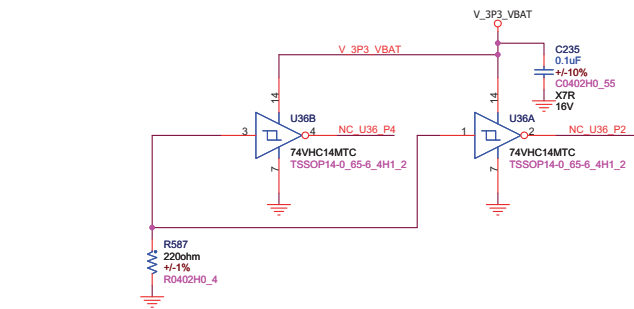 V_3P3_VBAT
V_3P3_VBAT
C235
0.1uF
+/-10%
C0402H0_55
X7R
16V
14
14
U36B
U36A
3
4
NC_U36_P4
1
2
NC_U36_P2
74VHC14MTC
TSSOP14-0_65-6_4H1_2
74VHC14MTC
TSSOP14-0_65-6_4H1_2
7
7
R587
220ohm
+/-1%
R0402H0_4